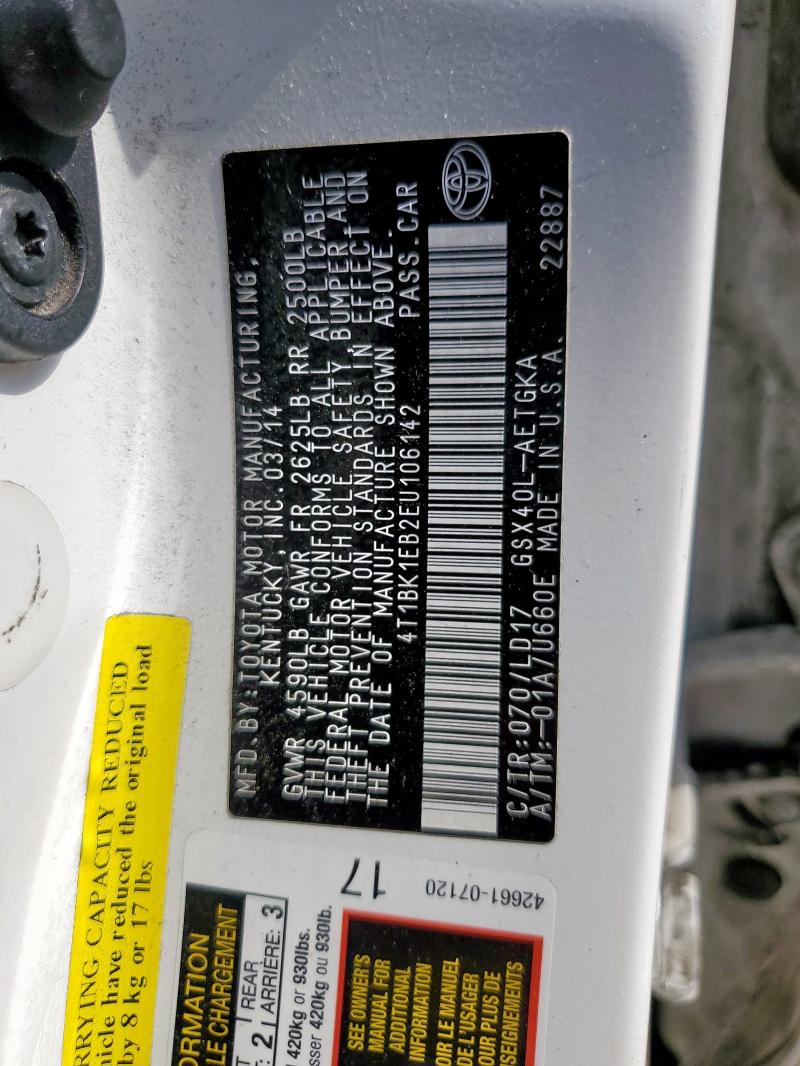 MFD. BY:TOYOTA MOTOR MANUFACTURING,
KENTUCKY, INC. 03/14
GVWR 4590LB GAWR FR 2625LB RR 2500LB
THIS VEHICLE CONFORMS TO ALL APPLICABLE
FEDERAL MOTOR VEHICLE SAFETY, BUMPER, AND
THEFT PREVENTION STANDARDS IN EFFECT ON
THE DATE OF MANUFACTURE SHOWN ABOVE.
4T1BK1EB2EU106142 PASS.CAR
C/TR:070/LD17 GSX40L-AETGKA
A/TM:-01A/U660E MADE IN U.S.A. 22887
RRYING CAPACITY REDUCED
hicle have reduced the original load
by 8 kg or 17 lbs
17
42661-07120
ORMATION
LE CHARGEMENT
REAR
2 ARRIÈRE: 3
420kg or 930lbs.
sser 420kg ou 930lb.
SEE OWNER'S
MANUAL FOR
ADDITIONAL
INFORMATION
OIR LE MANUEL
DE L'USAGER
OUR PLUS DE
SEIGNEMENTS